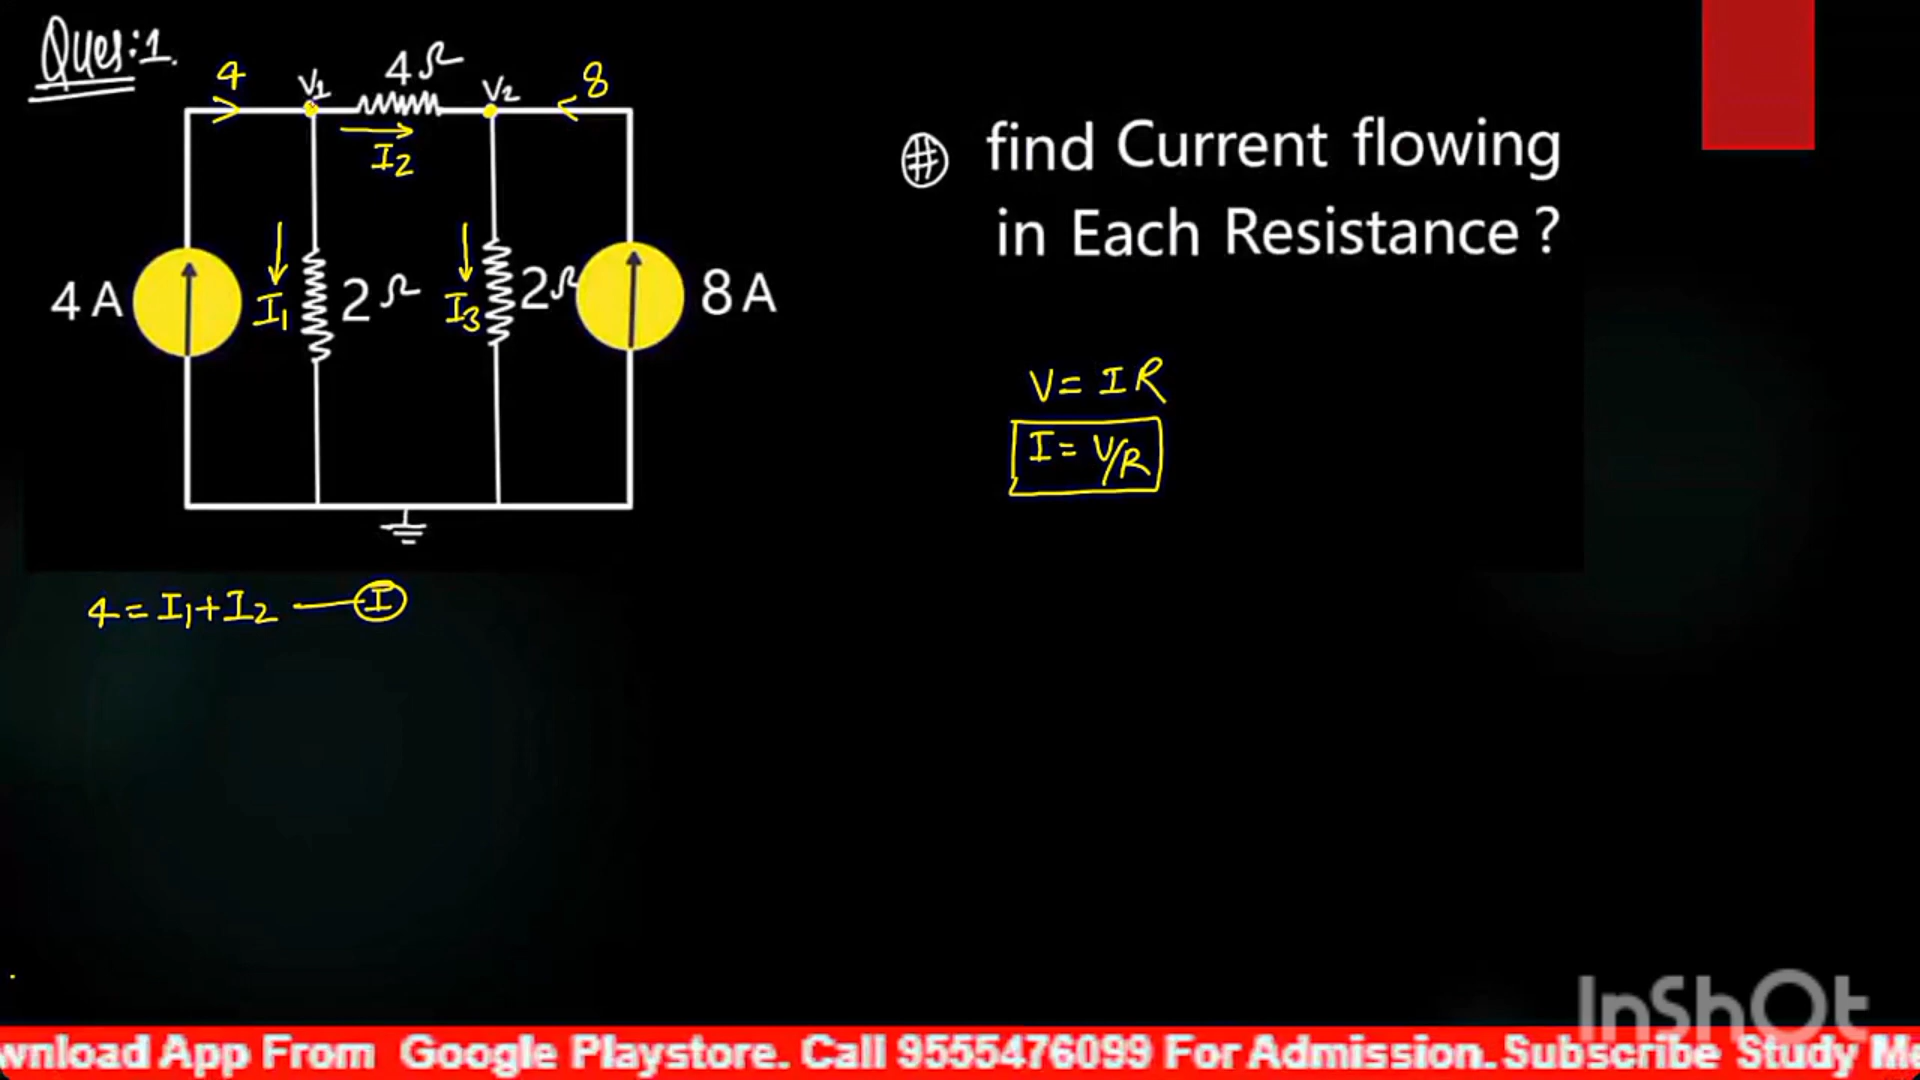 Ques:1.
4
V1
4Ω
V2
8
I2
4 A
I1
2Ω
I3
2Ω
8 A
# find Current flowing
in Each Resistance ?
V = I R
I = V/R
4 = I1 + I2 — I
InShOt
wnload App From Google Playstore. Call 9555476099 For Admission. Subscribe Study Me